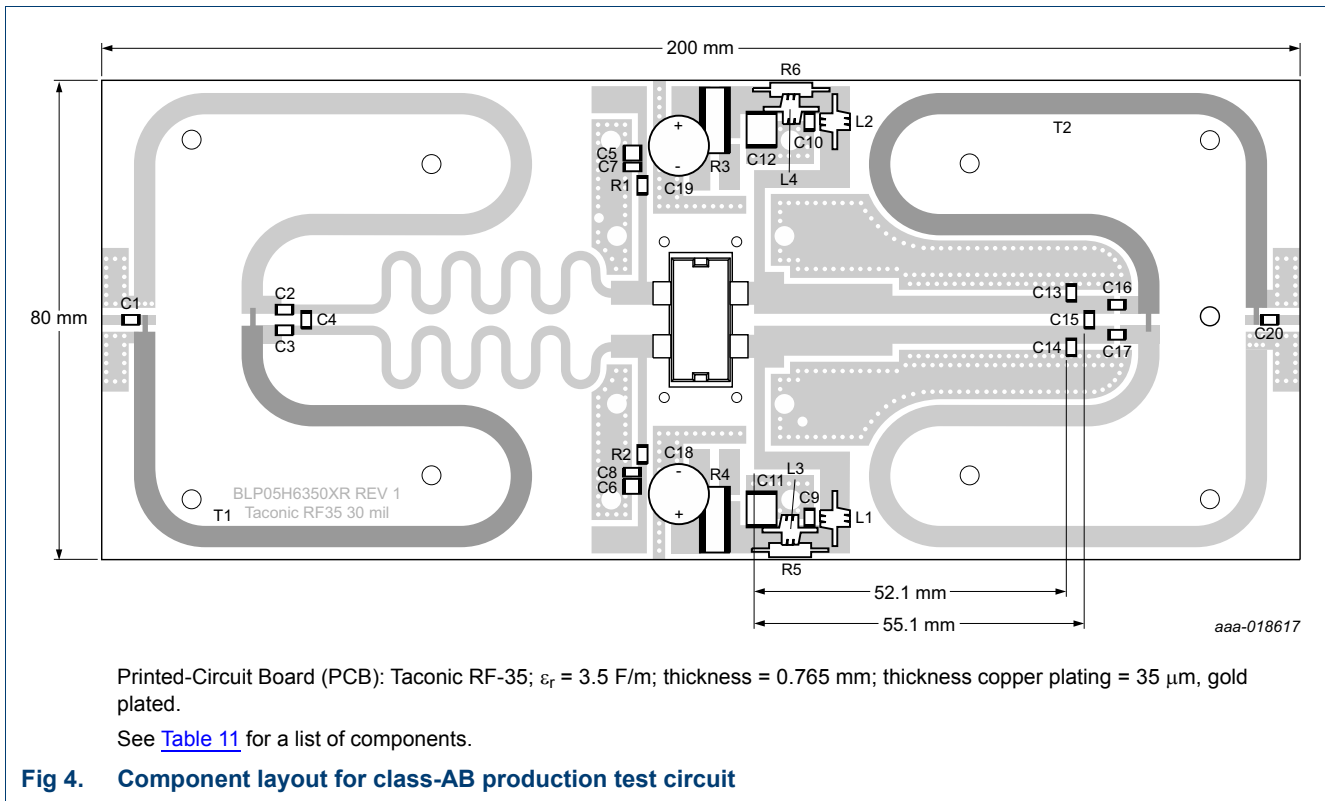 200 mm
80 mm
R6
C5
C7
R1
+
-
C19
R3
C12
C10
L2
L4
T2
C1
C2
C4
C3
C13
C16
C15
C14
C17
C20
R2
C8
C6
C18
-
+
R4
C11
L3
C9
L1
R5
BLP05H6350XR REV 1
Taconic RF35 30 mil
T1
52.1 mm
55.1 mm
aaa-018617
Printed-Circuit Board (PCB): Taconic RF-35; εr = 3.5 F/m; thickness = 0.765 mm; thickness copper plating = 35 μm, gold
plated.
See Table 11 for a list of components.
Fig 4. Component layout for class-AB production test circuit